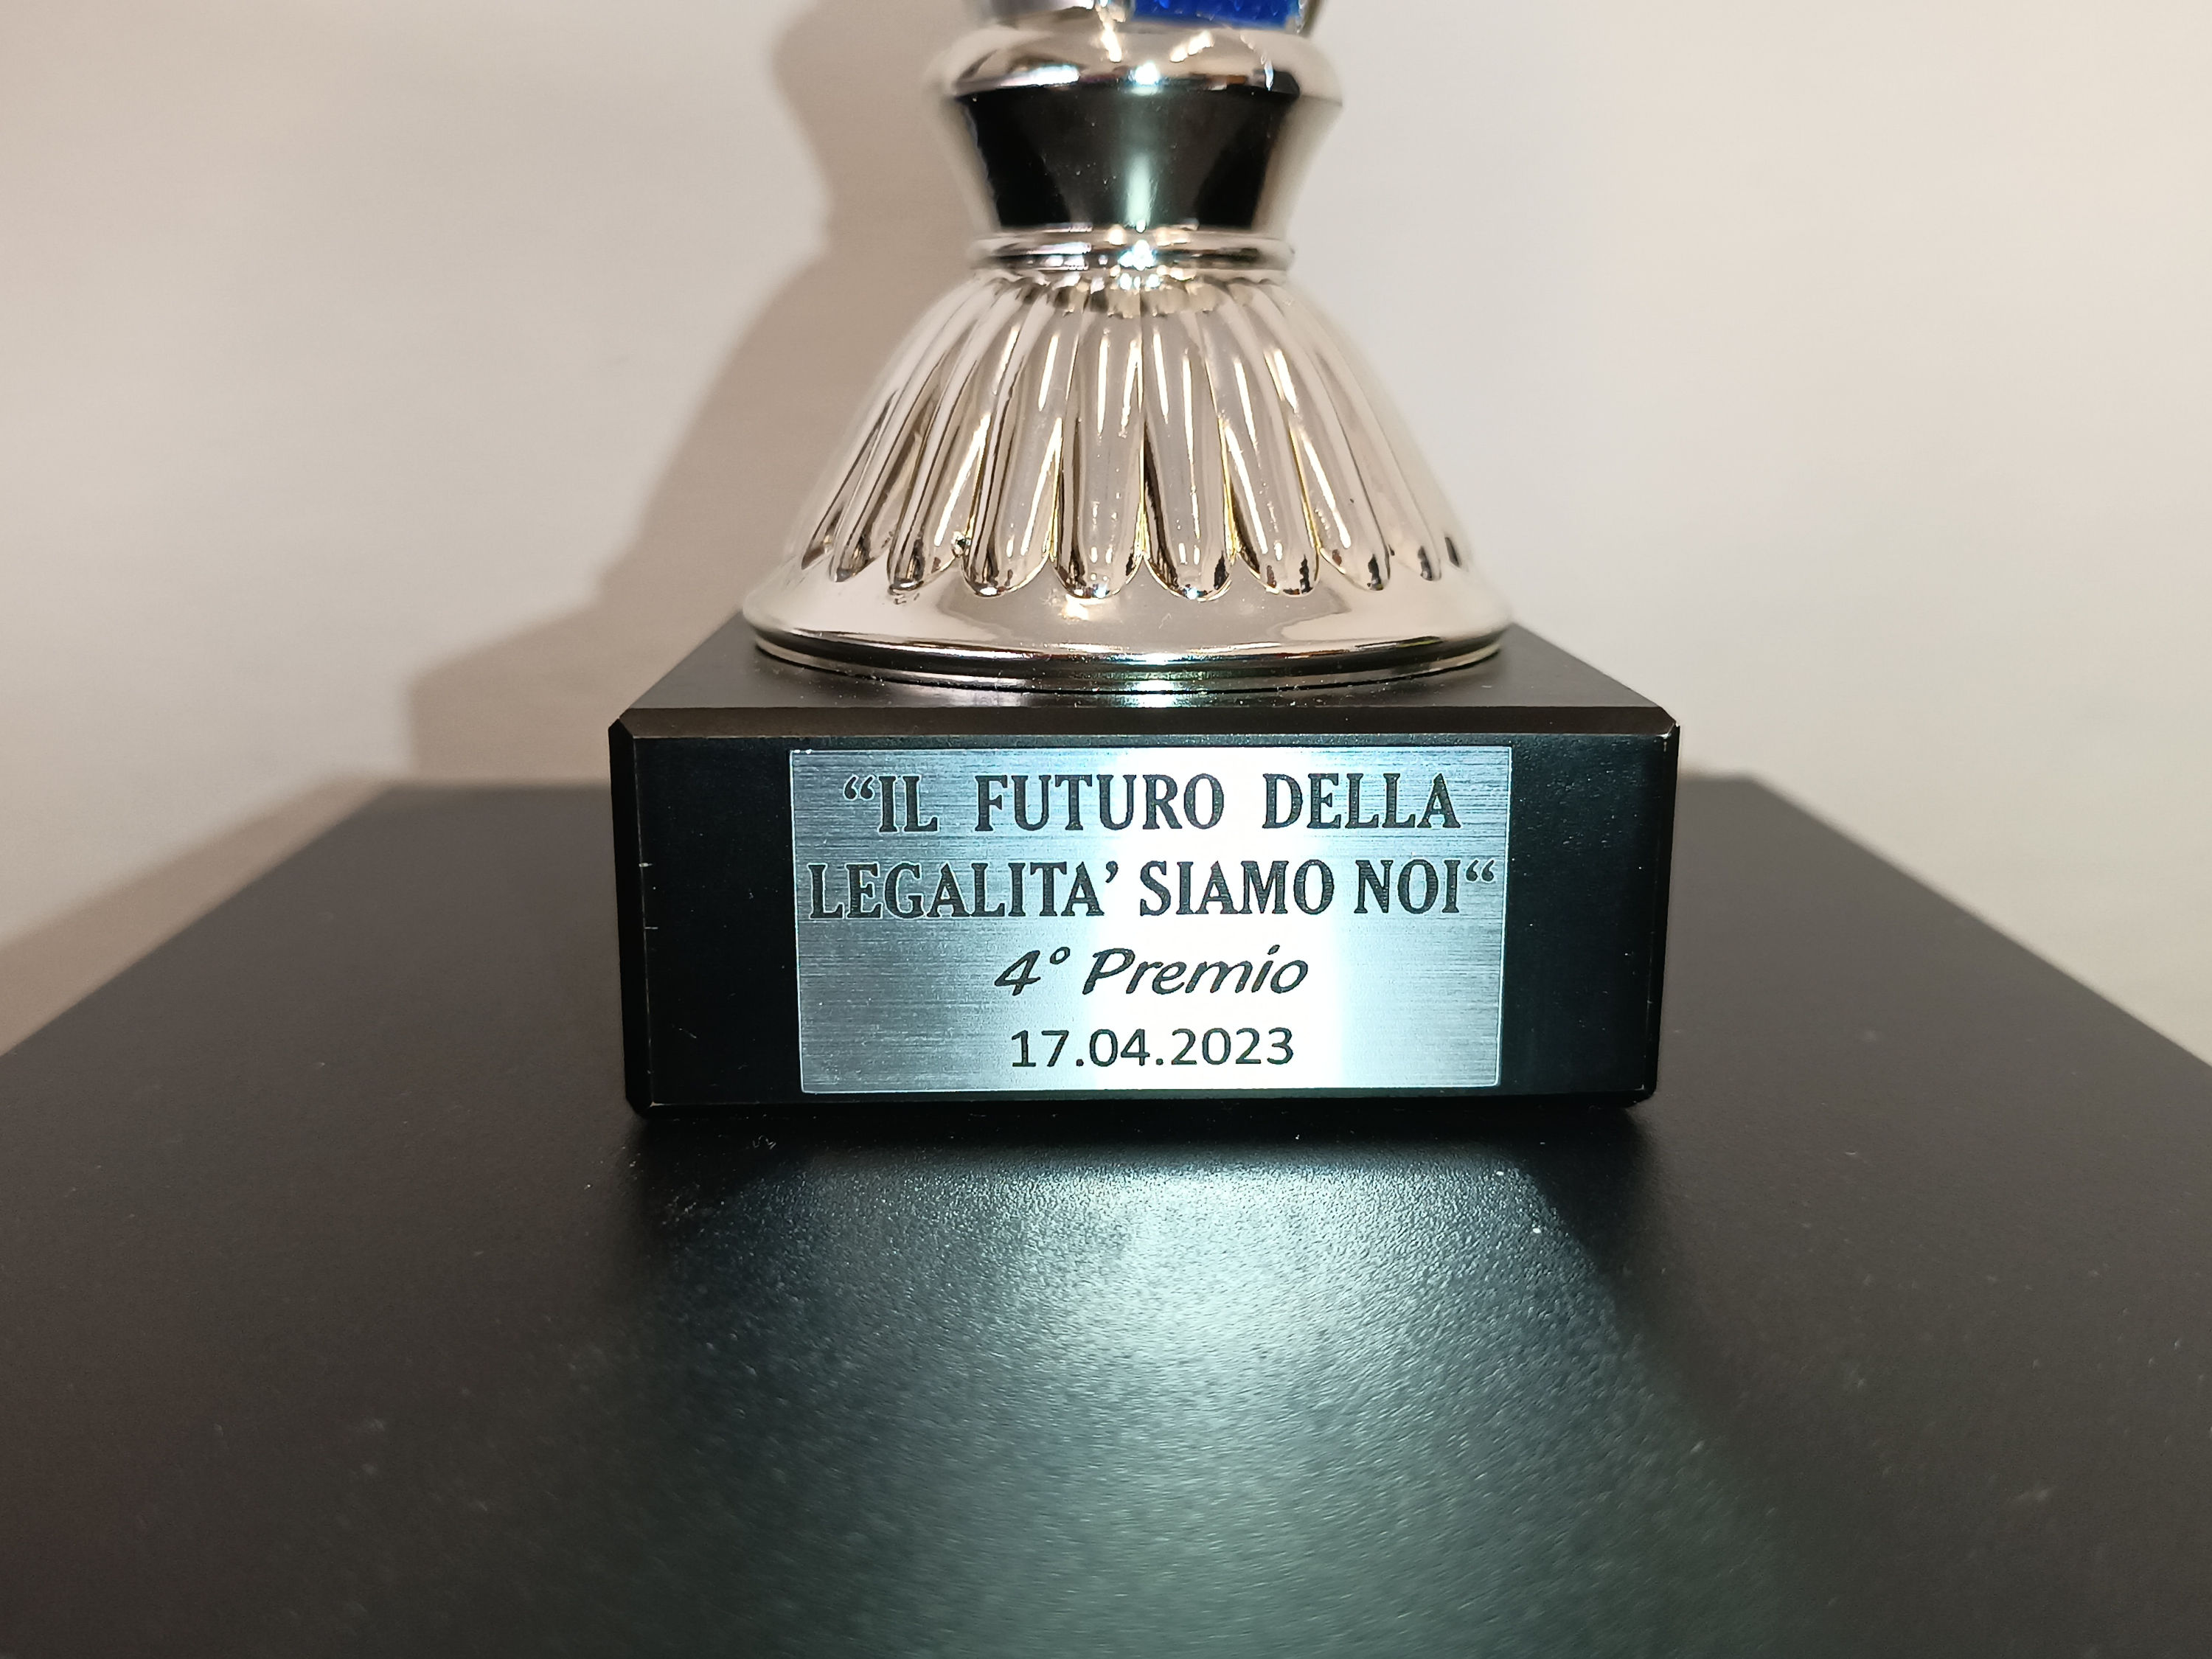 “IL FUTURO DELLA
LEGALITA’ SIAMO NOI“
4° Premio
17.04.2023